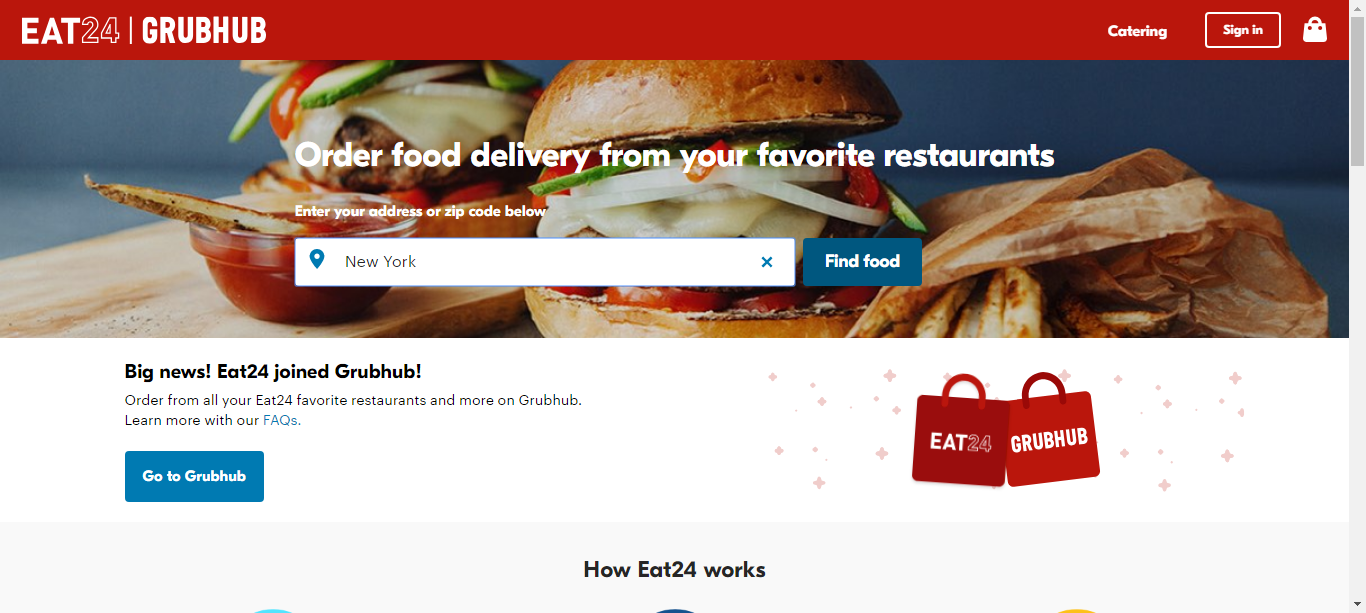 EAT24 | GRUBHUB
Catering
Sign in
Order food delivery from your favorite restaurants
Enter your address or zip code below
New York
Find food
Big news! Eat24 joined Grubhub!
Order from all your Eat24 favorite restaurants and more on Grubhub.
Learn more with our FAQs.
Go to Grubhub
EAT24
GRUBHUB
How Eat24 works